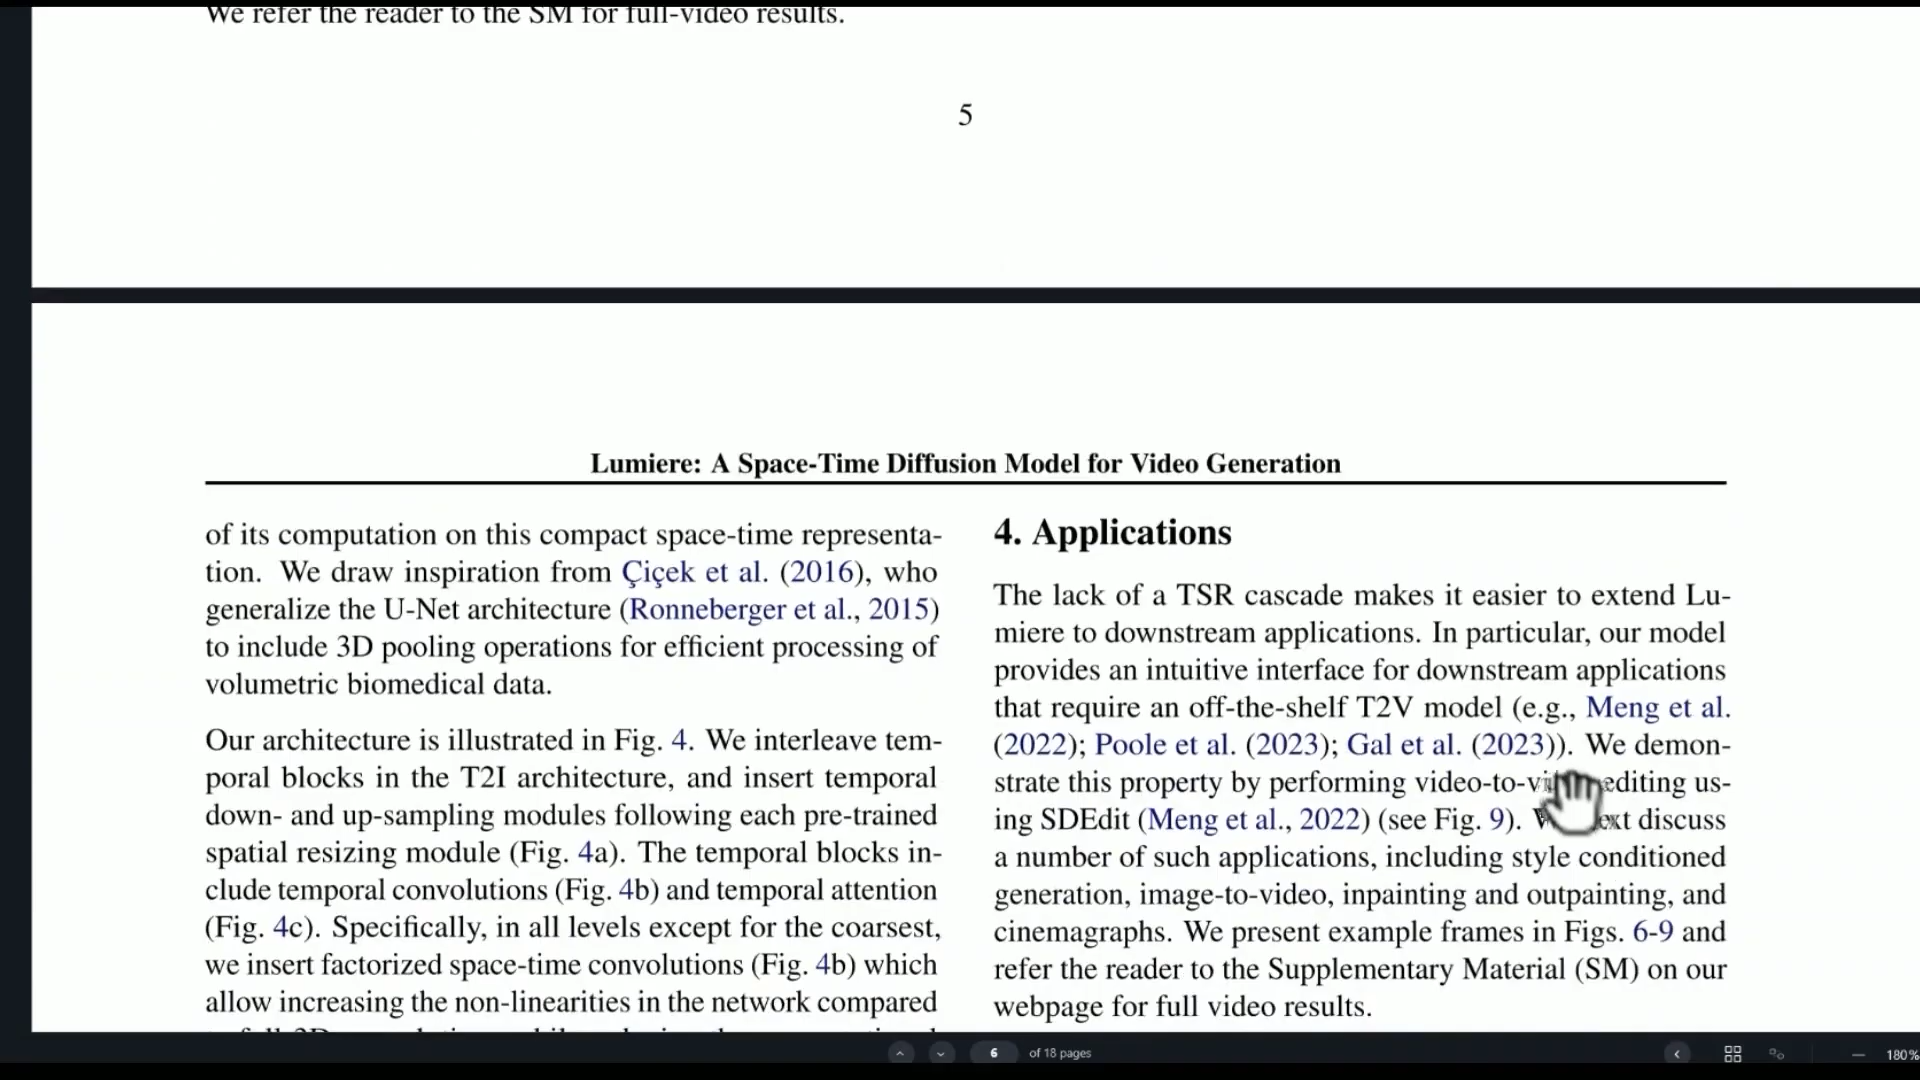 We refer the reader to the SM for full-video results.
5
Lumiere: A Space-Time Diffusion Model for Video Generation
of its computation on this compact space-time representa-
tion. We draw inspiration from Çiçek et al. (2016), who
generalize the U-Net architecture (Ronneberger et al., 2015)
to include 3D pooling operations for efficient processing of
volumetric biomedical data.
Our architecture is illustrated in Fig. 4. We interleave tem-
poral blocks in the T2I architecture, and insert temporal
down- and up-sampling modules following each pre-trained
spatial resizing module (Fig. 4a). The temporal blocks in-
clude temporal convolutions (Fig. 4b) and temporal attention
(Fig. 4c). Specifically, in all levels except for the coarsest,
we insert factorized space-time convolutions (Fig. 4b) which
allow increasing the non-linearities in the network compared
4. Applications
The lack of a TSR cascade makes it easier to extend Lu-
miere to downstream applications. In particular, our model
provides an intuitive interface for downstream applications
that require an off-the-shelf T2V model (e.g., Meng et al.
(2022); Poole et al. (2023); Gal et al. (2023)). We demon-
strate this property by performing video-to-video editing us-
ing SDEdit (Meng et al., 2022) (see Fig. 9). We next discuss
a number of such applications, including style conditioned
generation, image-to-video, inpainting and outpainting, and
cinemagraphs. We present example frames in Figs. 6-9 and
refer the reader to the Supplementary Material (SM) on our
webpage for full video results.
6 of 18 pages
180%